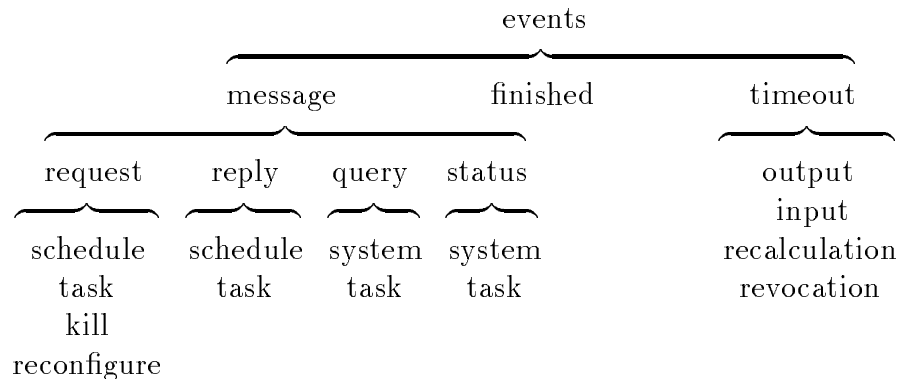 events
message finished timeout
request reply query status output
input
schedule schedule system system recalculation
task task task task revocation
kill
reconfigure